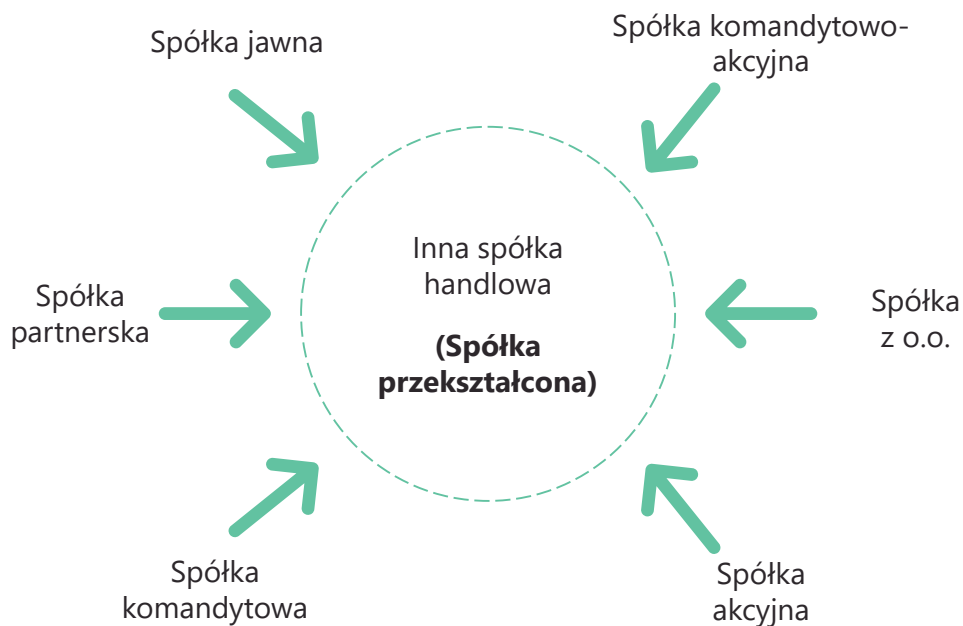 Spółka jawna
Spółka komandytowo-
akcyjna
Inna spółka
handlowa
(Spółka
przekształcona)
Spółka
partnerska
Spółka
z o.o.
Spółka
komandytowa
Spółka
akcyjna